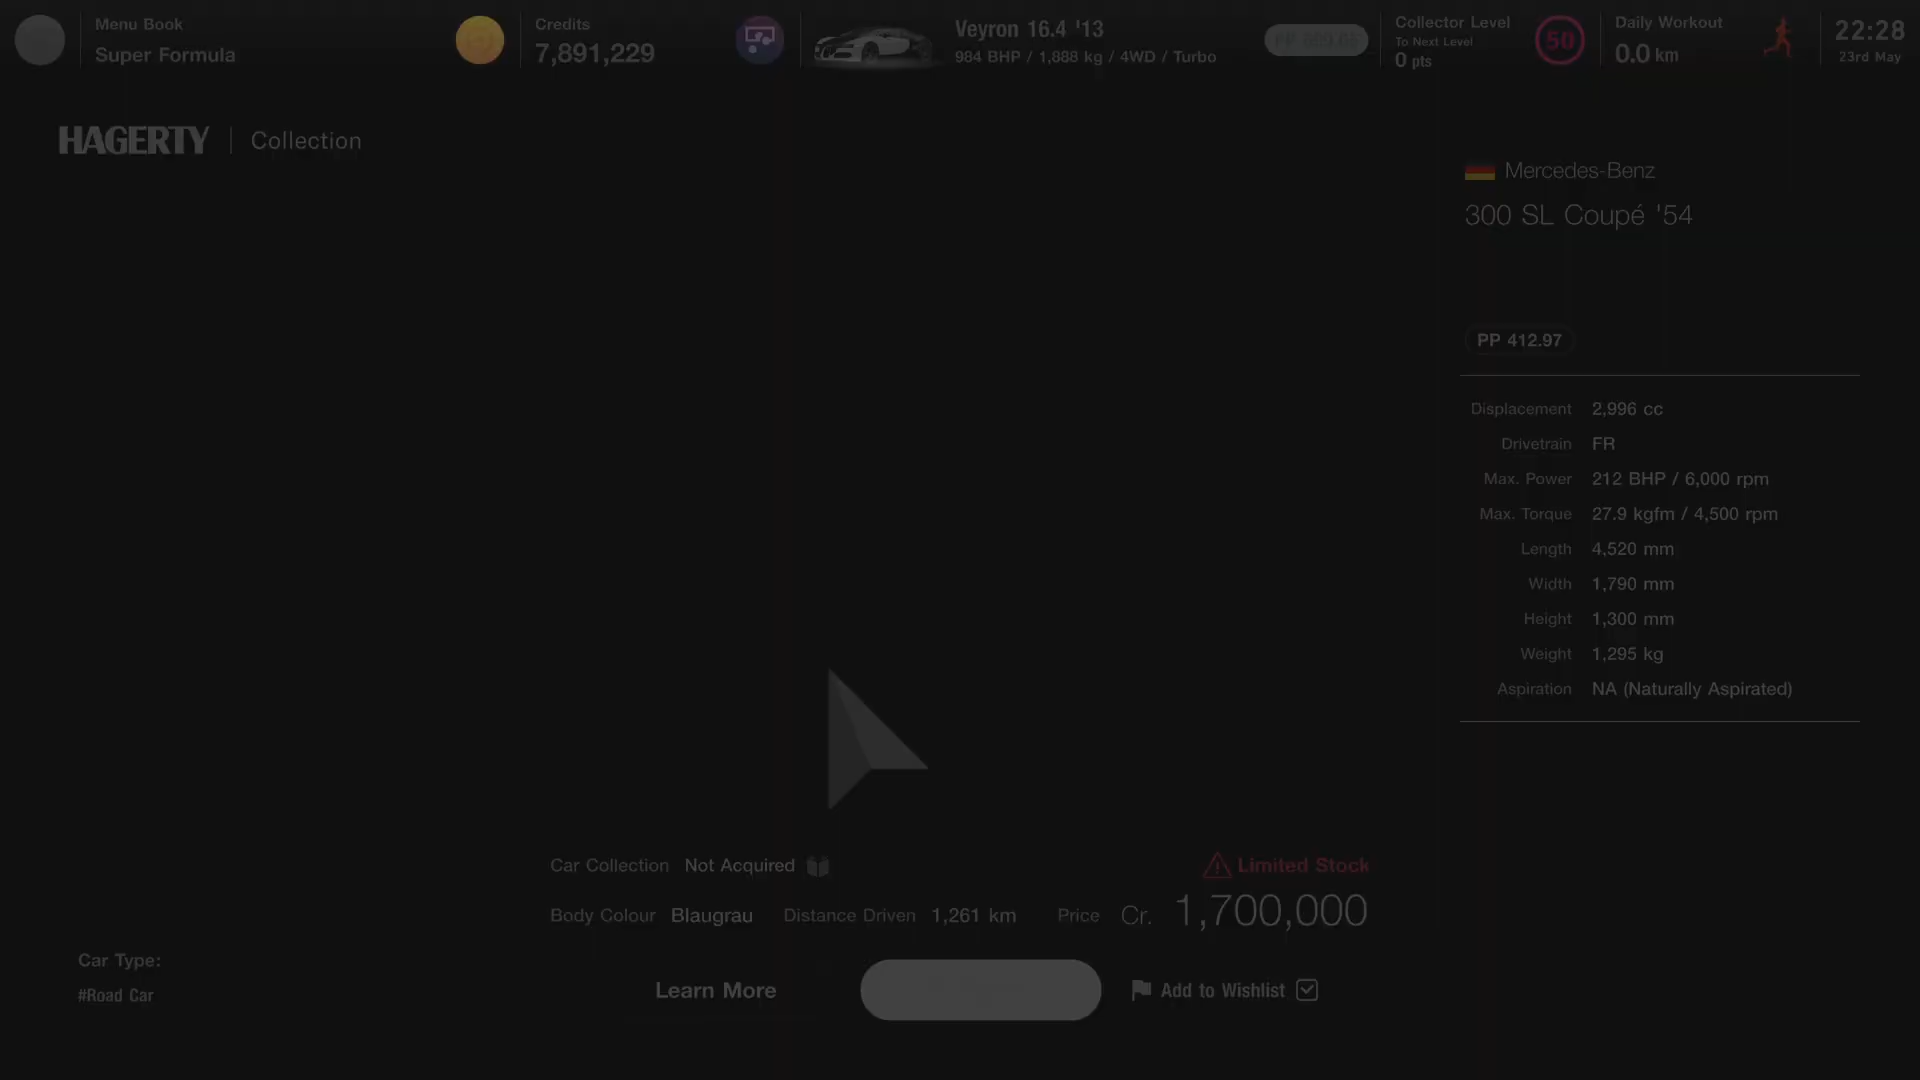 Menu Book
Super Formula
Credits
7,891,229
Veyron 16.4 '13
984 BHP / 1,888 kg / 4WD / Turbo
Collector Level
To Next Level
0 pts
50
Daily Workout
0.0 km
22:28
23rd May
HAGERTY | Collection
Mercedes-Benz
300 SL Coupé '54
PP 412.97
Displacement 2,996 cc
Drivetrain FR
Max. Power 212 BHP / 6,000 rpm
Max. Torque 27.9 kgfm / 4,500 rpm
Length 4,520 mm
Width 1,790 mm
Height 1,300 mm
Weight 1,295 kg
Aspiration NA (Naturally Aspirated)
Car Collection Not Acquired
Limited Stock
Body Colour Blaugrau Distance Driven 1,261 km Price Cr. 1,700,000
Car Type:
#Road Car
Learn More
Add to Wishlist